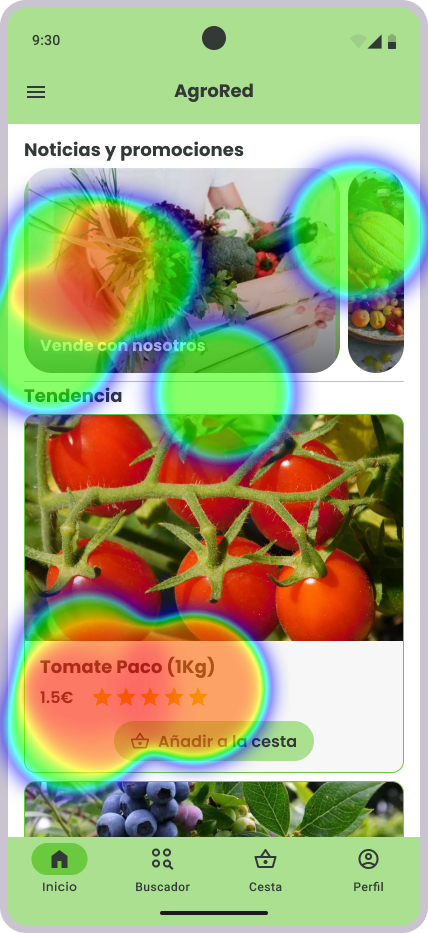 9:30
AgroRed
Noticias y promociones
Vende con nosotros
Tendencia
Tomate Paco (1Kg)
1.5€
Añadir a la cesta
Inicio
Buscador
Cesta
Perfil